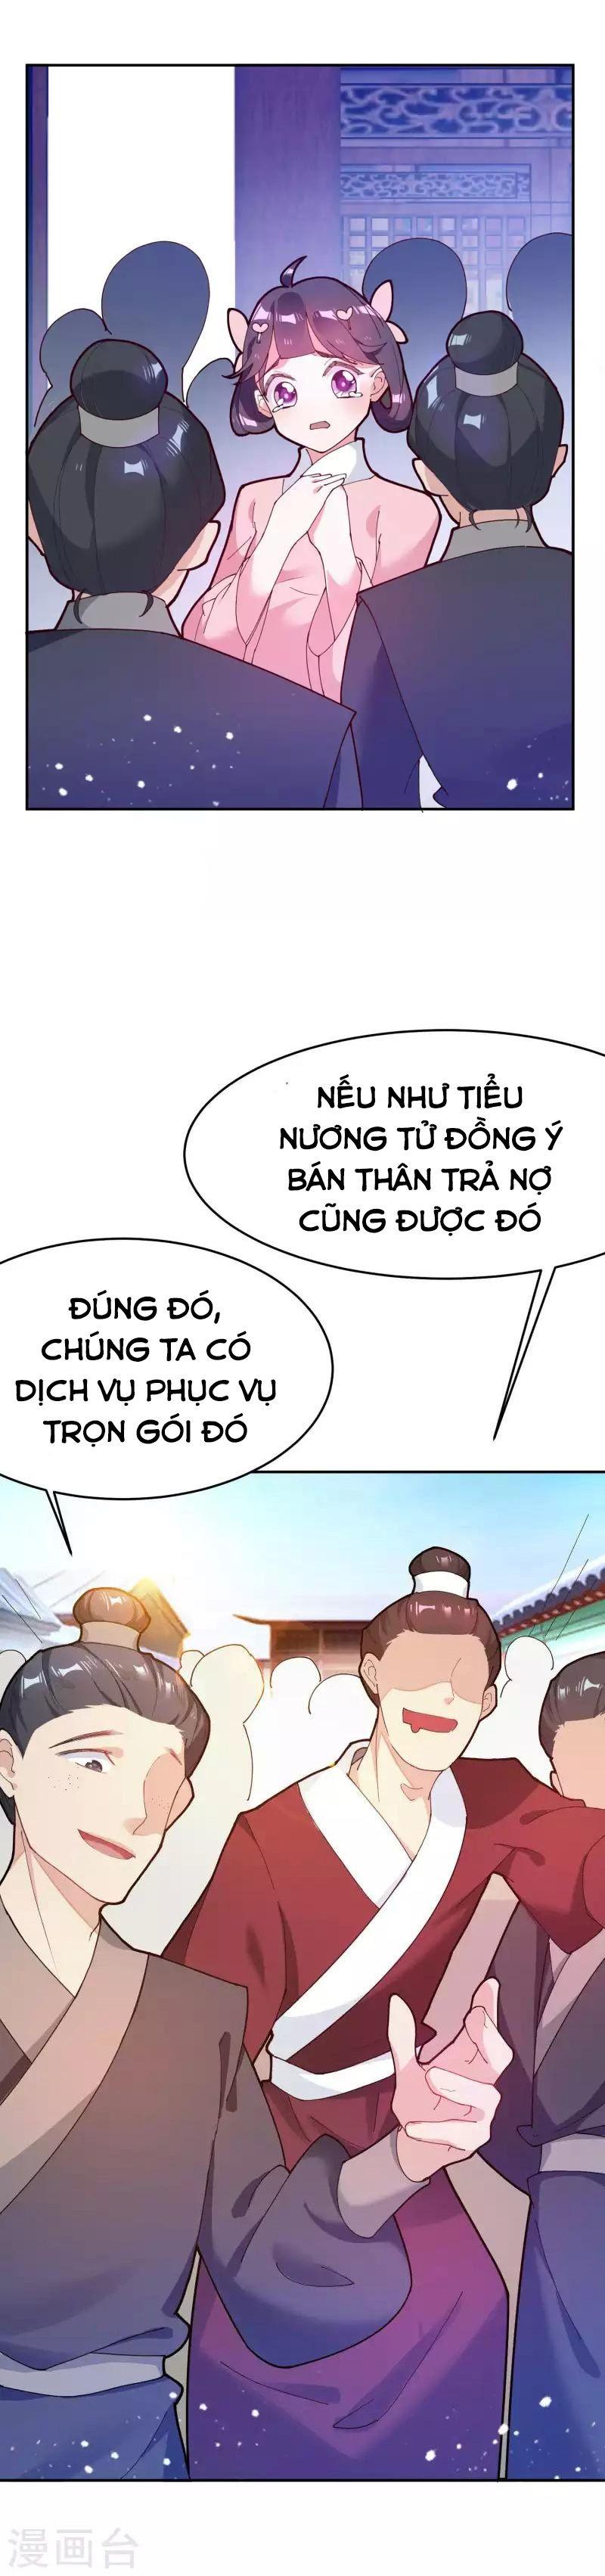 NẾU NHƯ TIỂU
NƯƠNG TỬ ĐỒNG Ý
BÁN THÂN TRẢ NỢ
CŨNG ĐƯỢC ĐÓ
ĐÚNG ĐÓ,
CHÚNG TA CÓ
DỊCH VỤ PHỤC VỤ
TRỌN GÓI ĐÓ
漫画台